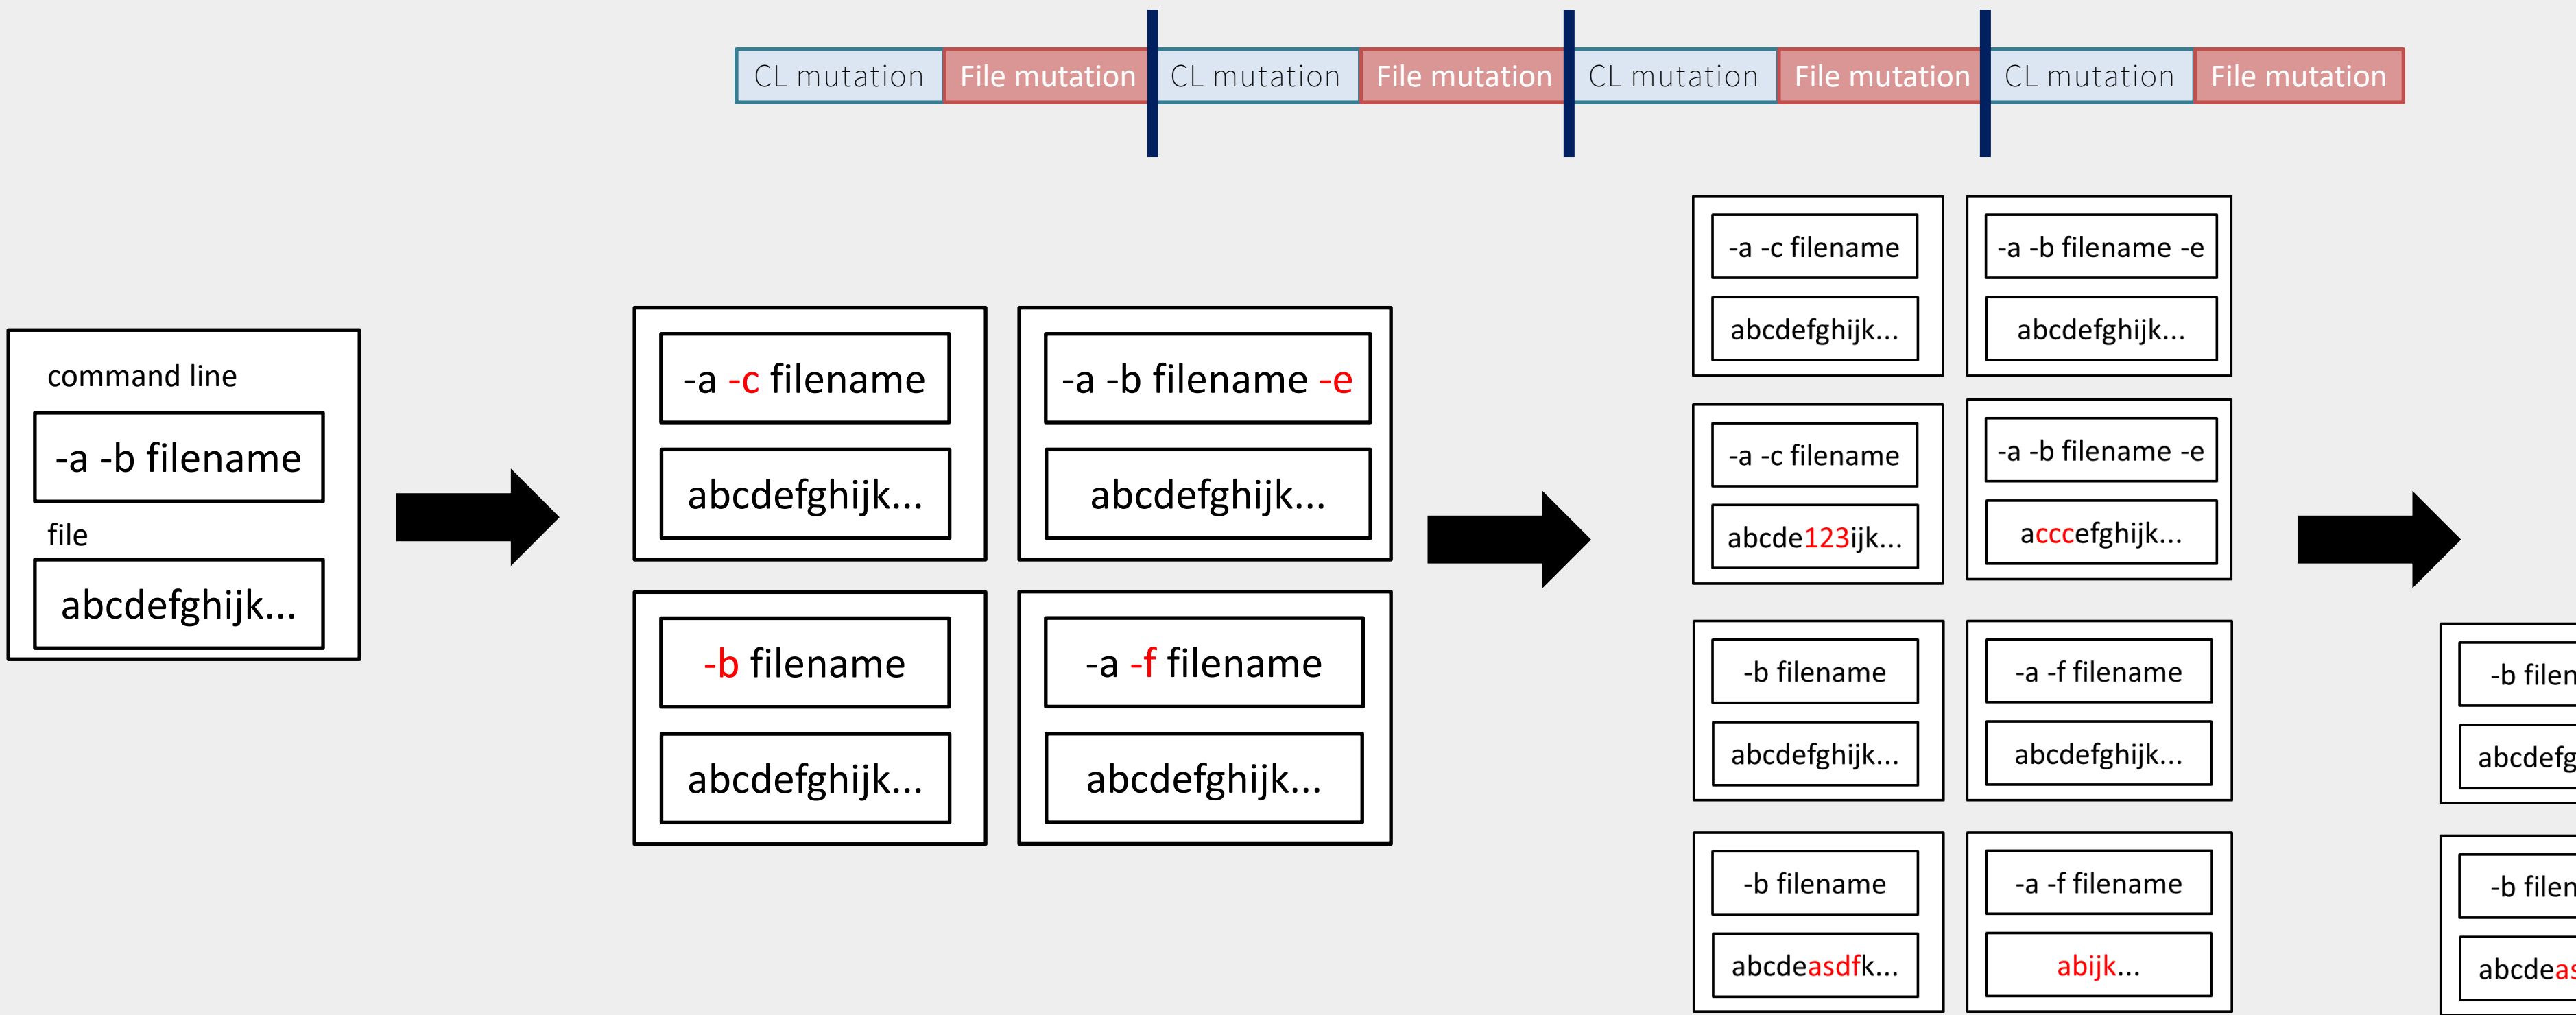 CL mutation File mutation CL mutation File mutation CL mutation File mutation CL mutation File mutation
command line
-a -b filename
file
abcdefghijk...
-a -c filename
abcdefghijk...
-a -b filename -e
abcdefghijk...
-b filename
abcdefghijk...
-a -f filename
abcdefghijk...
-a -c filename
abcdefghijk...
-a -b filename -e
abcdefghijk...
-a -c filename
abcde123ijk...
-a -b filename -e
acccefghijk...
-b filename
abcdefghijk...
-a -f filename
abcdefghijk...
-b filename
abcdeasdfk...
-a -f filename
abijk...
-b